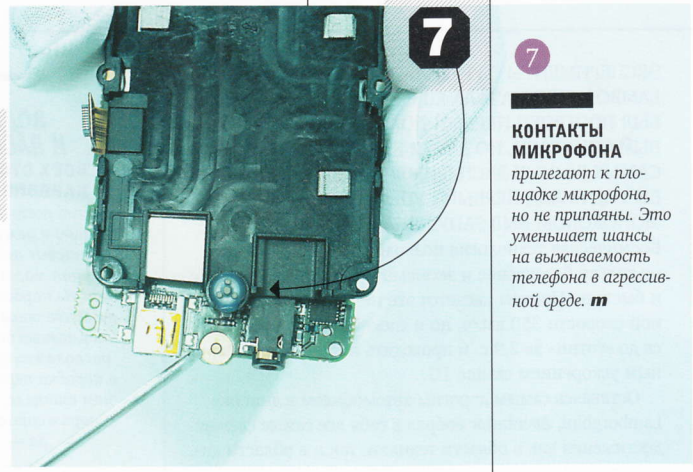 7
7
КОНТАКТЫ
МИКРОФОНА
прилегают к пло-
щадке микрофона,
но не припаяны. Это
уменьшает шансы
на выживаемость
телефона в агрессив-
ной среде. m